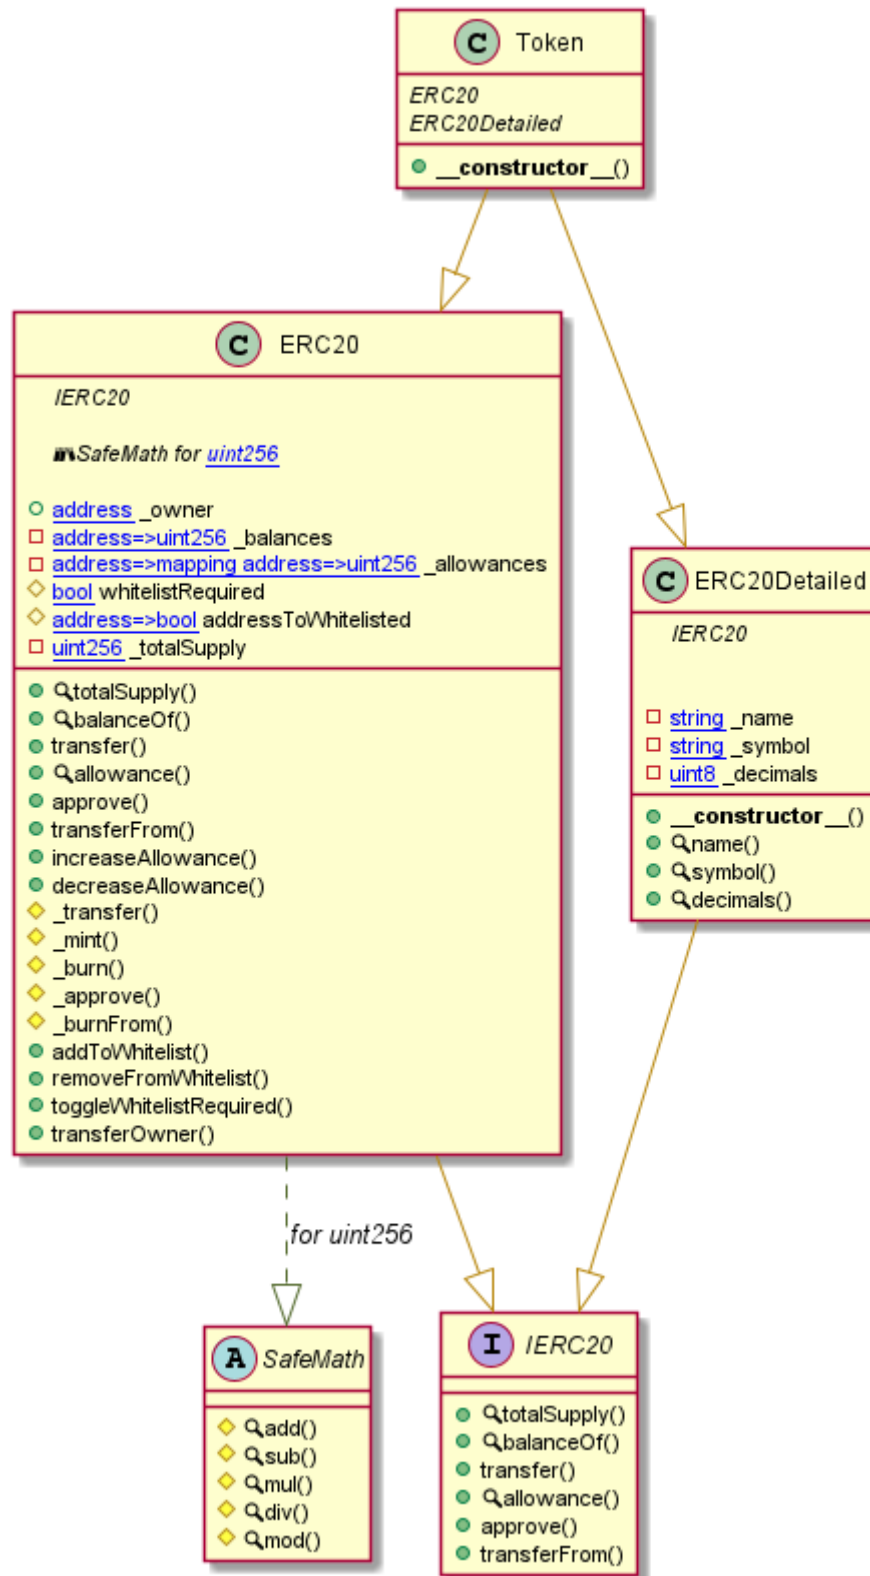 C Token
ERC20
ERC20Detailed
__constructor__()
C ERC20
IERC20
SafeMath for uint256
address _owner
address=>uint256 _balances
address=>mapping address=>uint256 _allowances
bool whitelistRequired
address=>bool addressToWhitelisted
uint256 _totalSupply
totalSupply()
balanceOf()
transfer()
allowance()
approve()
transferFrom()
increaseAllowance()
decreaseAllowance()
_transfer()
_mint()
_burn()
_approve()
_burnFrom()
addToWhitelist()
removeFromWhitelist()
toggleWhitelistRequired()
transferOwner()
C ERC20Detailed
IERC20
string _name
string _symbol
uint8 _decimals
__constructor__()
name()
symbol()
decimals()
for uint256
A SafeMath
add()
sub()
mul()
div()
mod()
I IERC20
totalSupply()
balanceOf()
transfer()
allowance()
approve()
transferFrom()